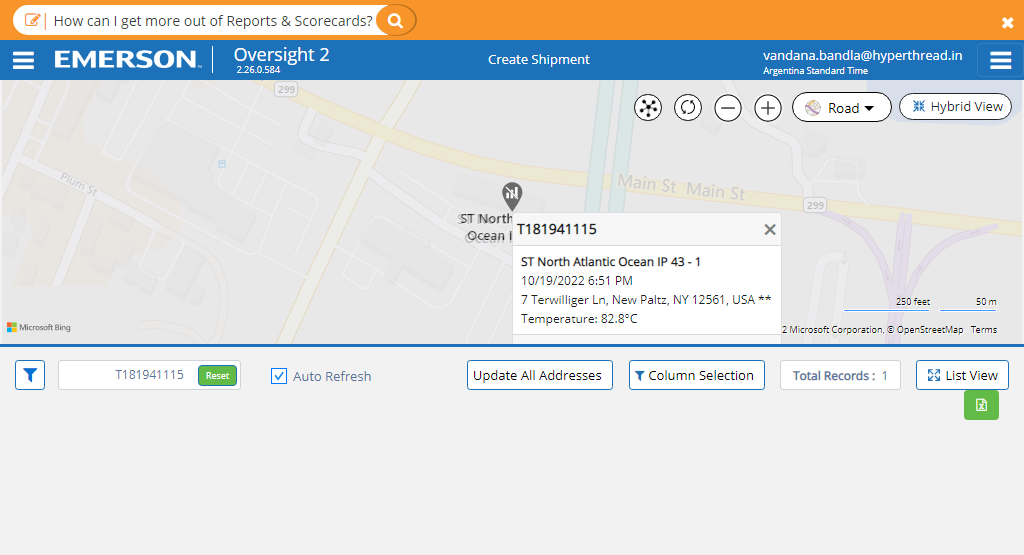 How can I get more out of Reports & Scorecards?
EMERSON
Oversight 2
2.26.0.584
Create Shipment
vandana.bandla@hyperthread.in
Argentina Standard Time
299
Road
Hybrid View
Plum St
Main St Main St
299
ST North
Ocean I
T181941115
ST North Atlantic Ocean IP 43 - 1
10/19/2022 6:51 PM
7 Terwilliger Ln, New Paltz, NY 12561, USA **
Temperature: 82.8°C
250 feet
50 m
Microsoft Bing
2 Microsoft Corporation, © OpenStreetMap Terms
T181941115
Reset
Auto Refresh
Update All Addresses
Column Selection
Total Records : 1
List View